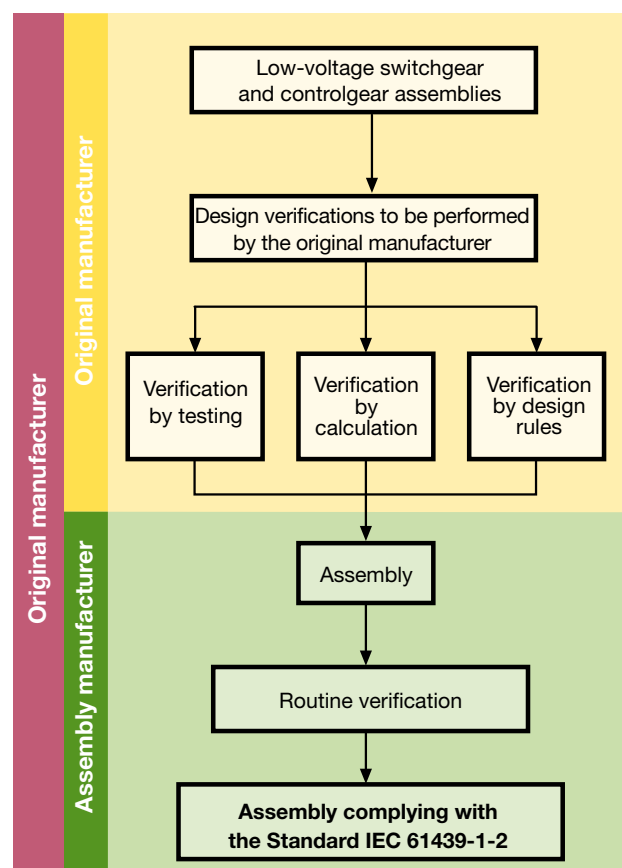 Low-voltage switchgear
and controlgear assemblies
Design verifications to be performed
by the original manufacturer
Verification
by testing
Verification
by
calculation
Verification
by design
rules
Assembly
Routine verification
Assembly complying with
the Standard IEC 61439-1-2
Original manufacturer
Original manufacturer
Assembly manufacturer